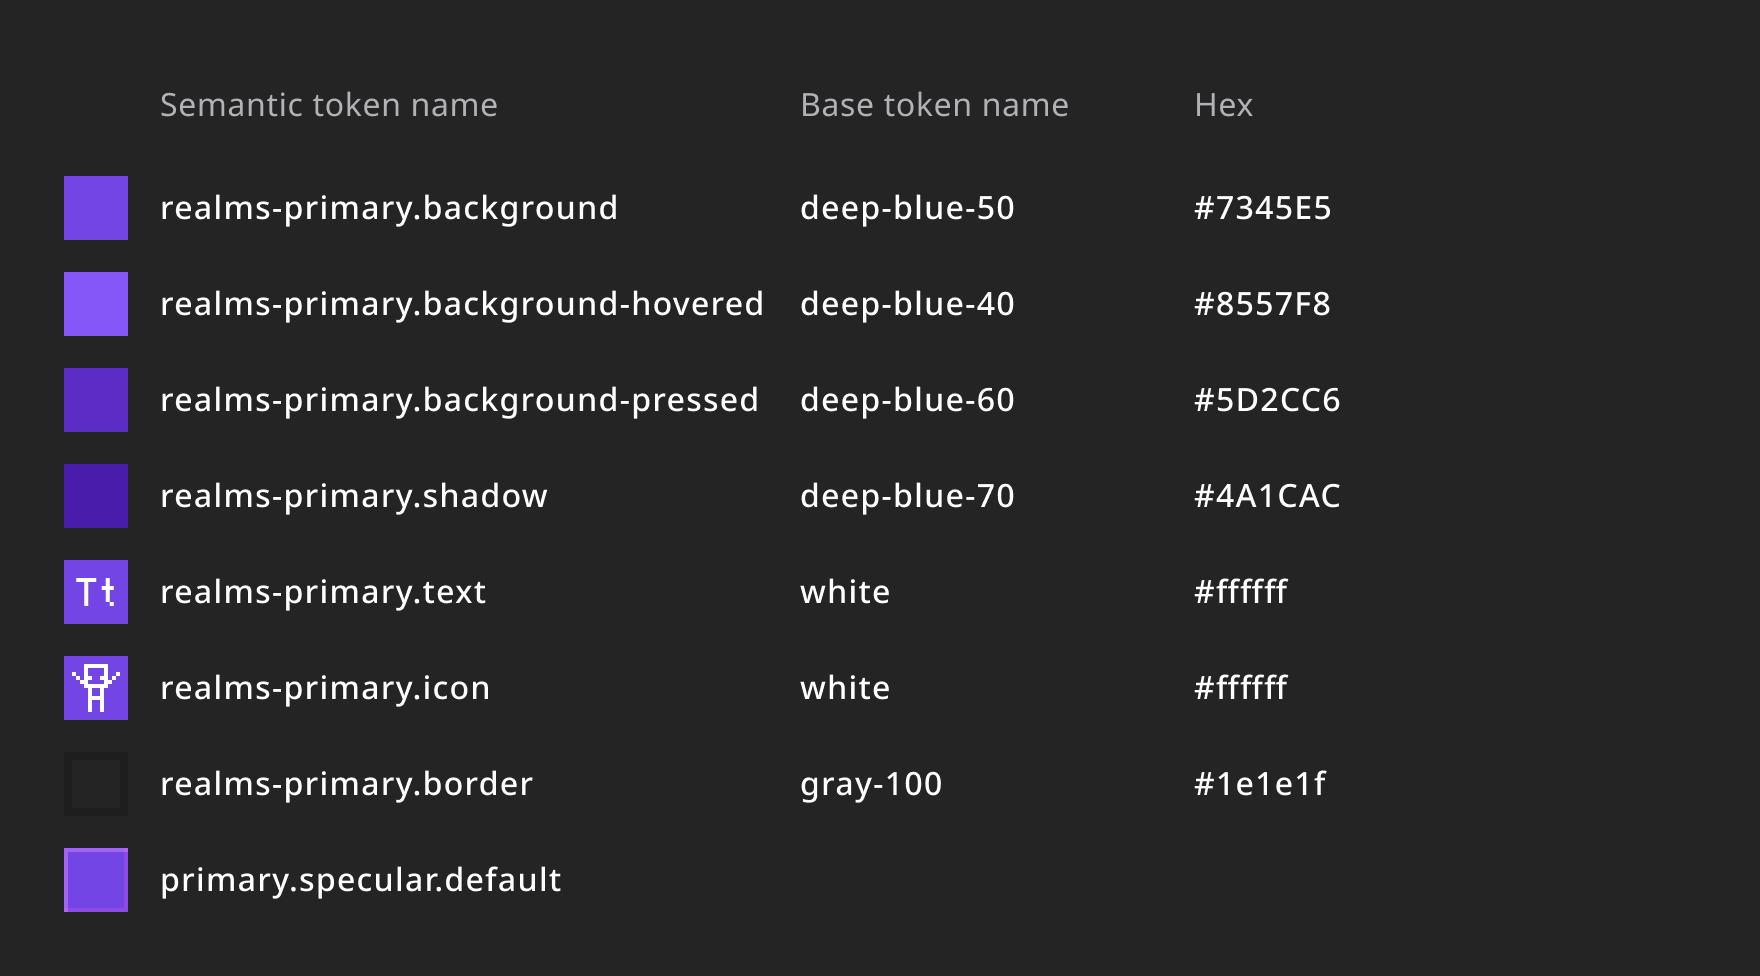 Semantic token name Base token name Hex
realms-primary.background deep-blue-50 #7345E5
realms-primary.background-hovered deep-blue-40 #8557F8
realms-primary.background-pressed deep-blue-60 #5D2CC6
realms-primary.shadow deep-blue-70 #4A1CAC
Tt realms-primary.text white #ffffff
realms-primary.icon white #ffffff
realms-primary.border gray-100 #1e1e1f
primary.specular.default